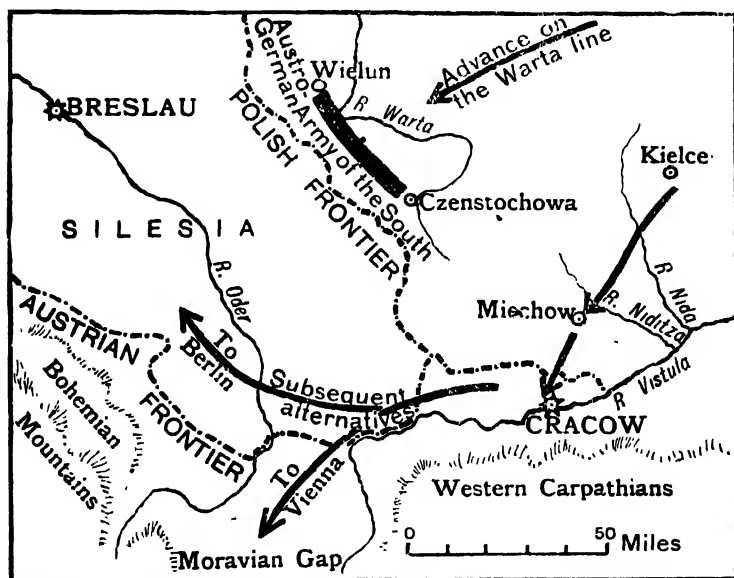 Advance on
the Warta line
Austro-
German Army of the South
Wielun
R Warta
BRESLAU
POLISH
FRONTIER
Kielce
Czenstochowa
SILESIA
R. Oder
R Nida
Miechow
R. Niditza
AUSTRIAN
FRONTIER
To
Berlin
Subsequent
alternatives
R Vistula
CRACOW
Bohemian
Mountains
To
Vienna
Western Carpathians
Moravian Gap
0 50
Miles